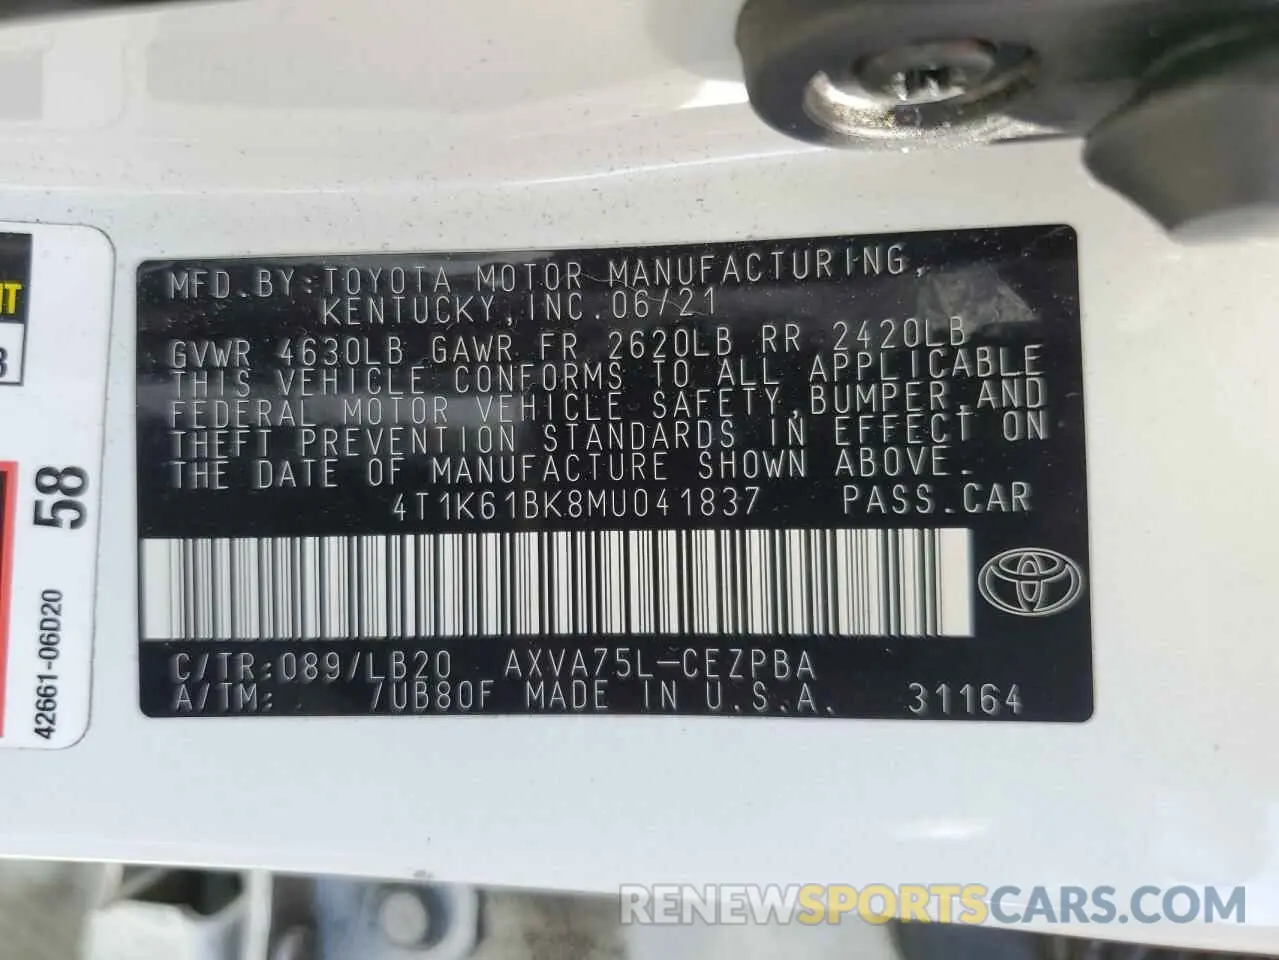 MFD.BY:TOYOTA MOTOR MANUFACTURING,
KENTUCKY,INC.06/21
GVWR 4630LB GAWR FR 2620LB RR 2420LB
THIS VEHICLE CONFORMS TO ALL APPLICABLE
FEDERAL MOTOR VEHICLE SAFETY,BUMPER,AND
THEFT PREVENTION STANDARDS IN EFFECT ON
THE DATE OF MANUFACTURE SHOWN ABOVE.
4T1K61BK8MU041837 PASS.CAR
C/TR:089/LB20 AXVA75L-CEZPBA
A/TM: /UB80F MADE IN U.S.A. 31164
58
42661-06D20
RENEWSPORTSCARS.COM